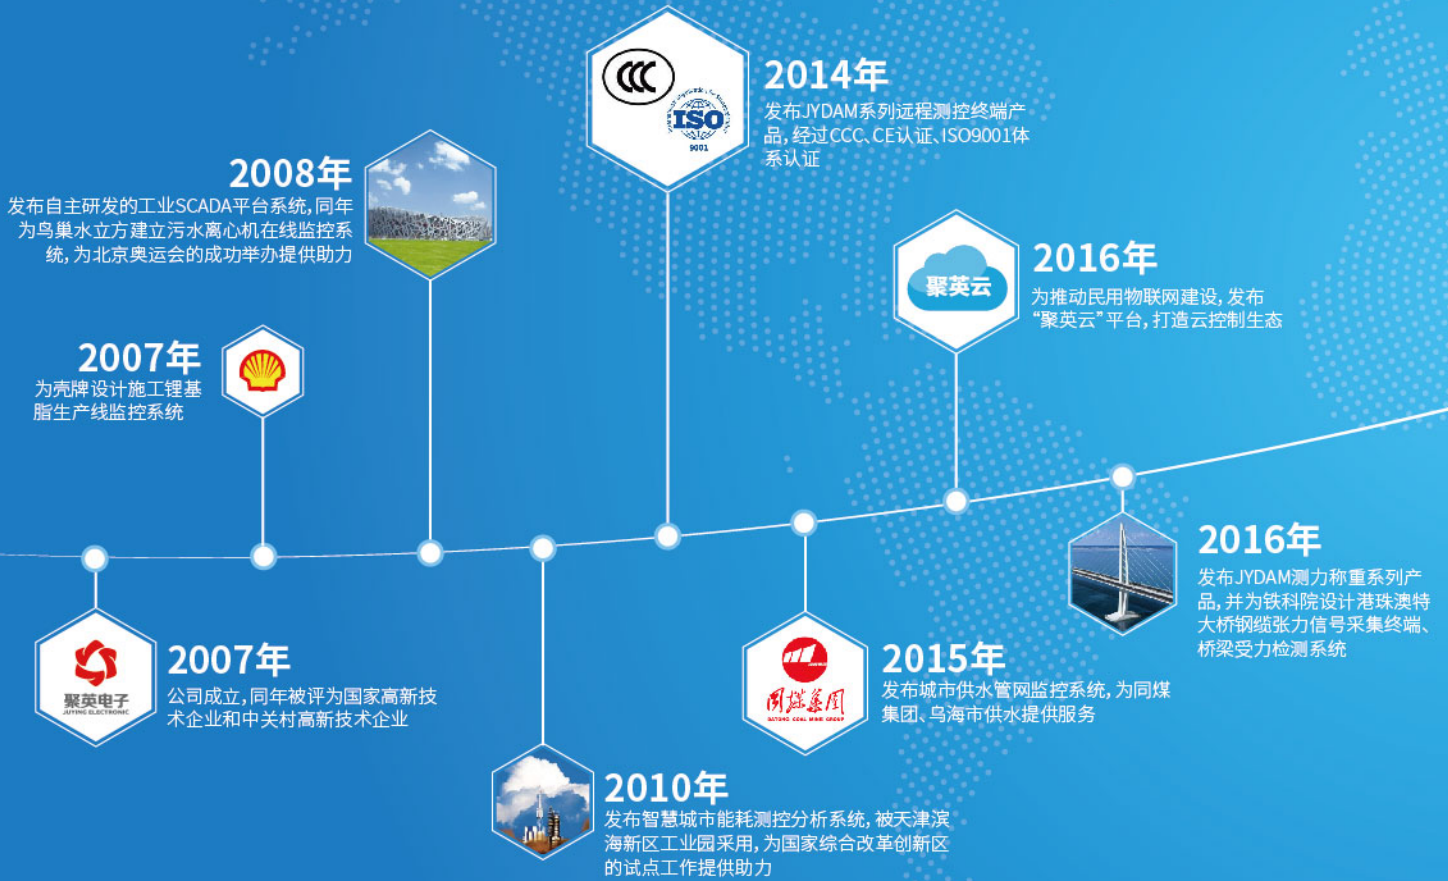 2014年
发布JYDAM系列远程测控终端产
品,经过CCC、CE认证、ISO9001体
系认证
CCC
ISO
9001
2008年
发布自主研发的工业SCADA平台系统,同年
为鸟巢水立方建立污水离心机在线监控系
统,为北京奥运会的成功举办提供助力
2016年
为推动民用物联网建设,发布
“聚英云”平台,打造云控制生态
聚英云
2007年
为壳牌设计施工锂基
脂生产线监控系统
2016年
发布JYDAM测力称重系列产
品,并为铁科院设计港珠澳特
大桥钢缆张力信号采集终端、
桥梁受力检测系统
聚英电子
JUYING ELECTRONIC
2007年
公司成立,同年被评为国家高新技
术企业和中关村高新技术企业
同煤集团
DATONG COAL MINE GROUP
2015年
发布城市供水管网监控系统,为同煤
集团、乌海市供水提供服务
2010年
发布智慧城市能耗测控分析系统,被天津滨
海新区工业园采用,为国家综合改革创新区
的试点工作提供助力